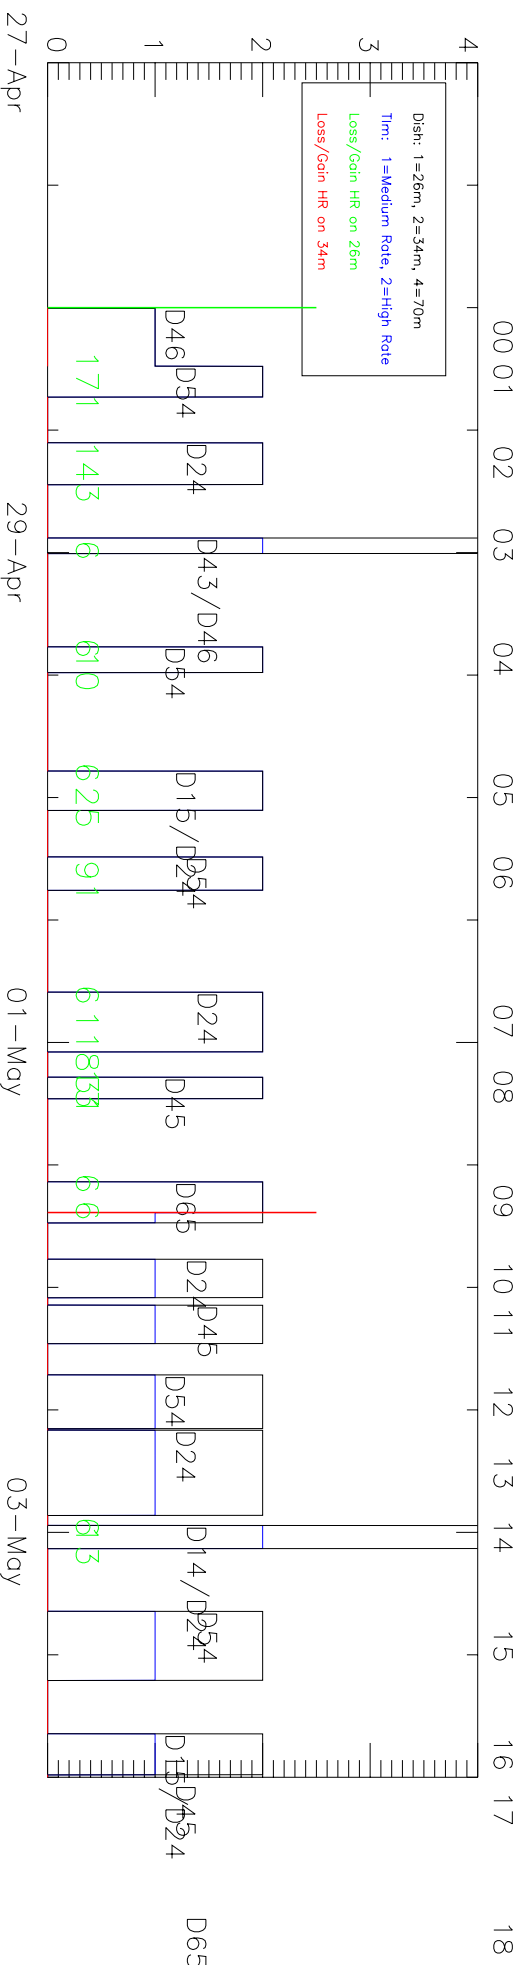 00 01 02 03 04 05 06 07 08 09 10 11 12 13 14 15 16 17 18
4
3
2
1
0
Dish: 1=26m, 2=34m, 4=70m
Tlm: 1=Medium Rate, 2=High Rate
Loss/Gain HR on 26m
Loss/Gain HR on 34m
D46
D54
D24
D43/D46
D54
D15/D24
D54
D24
D45
D65
D24
D45
D54
D24
D14/D24
D54
D15/D24
D45
D65
171
143
6
610
625
91
6 6
27-Apr
29-Apr
01-May
03-May